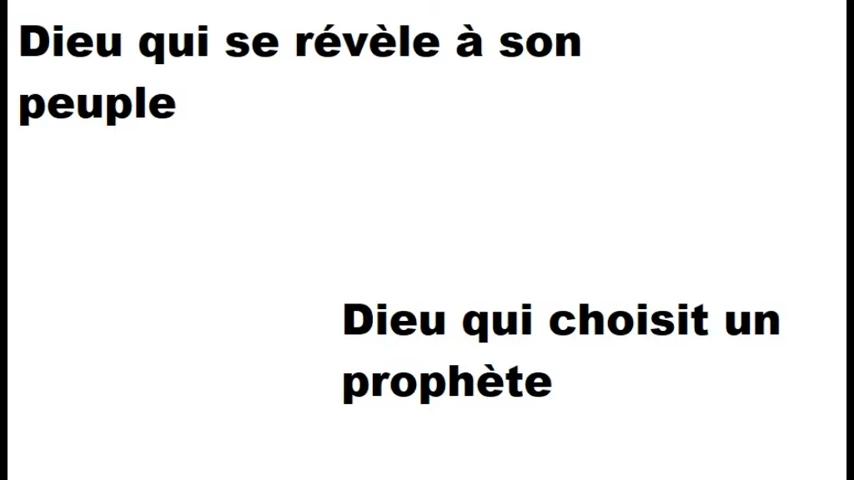 Dieu qui se révèle à son
peuple
Dieu qui choisit un
prophète